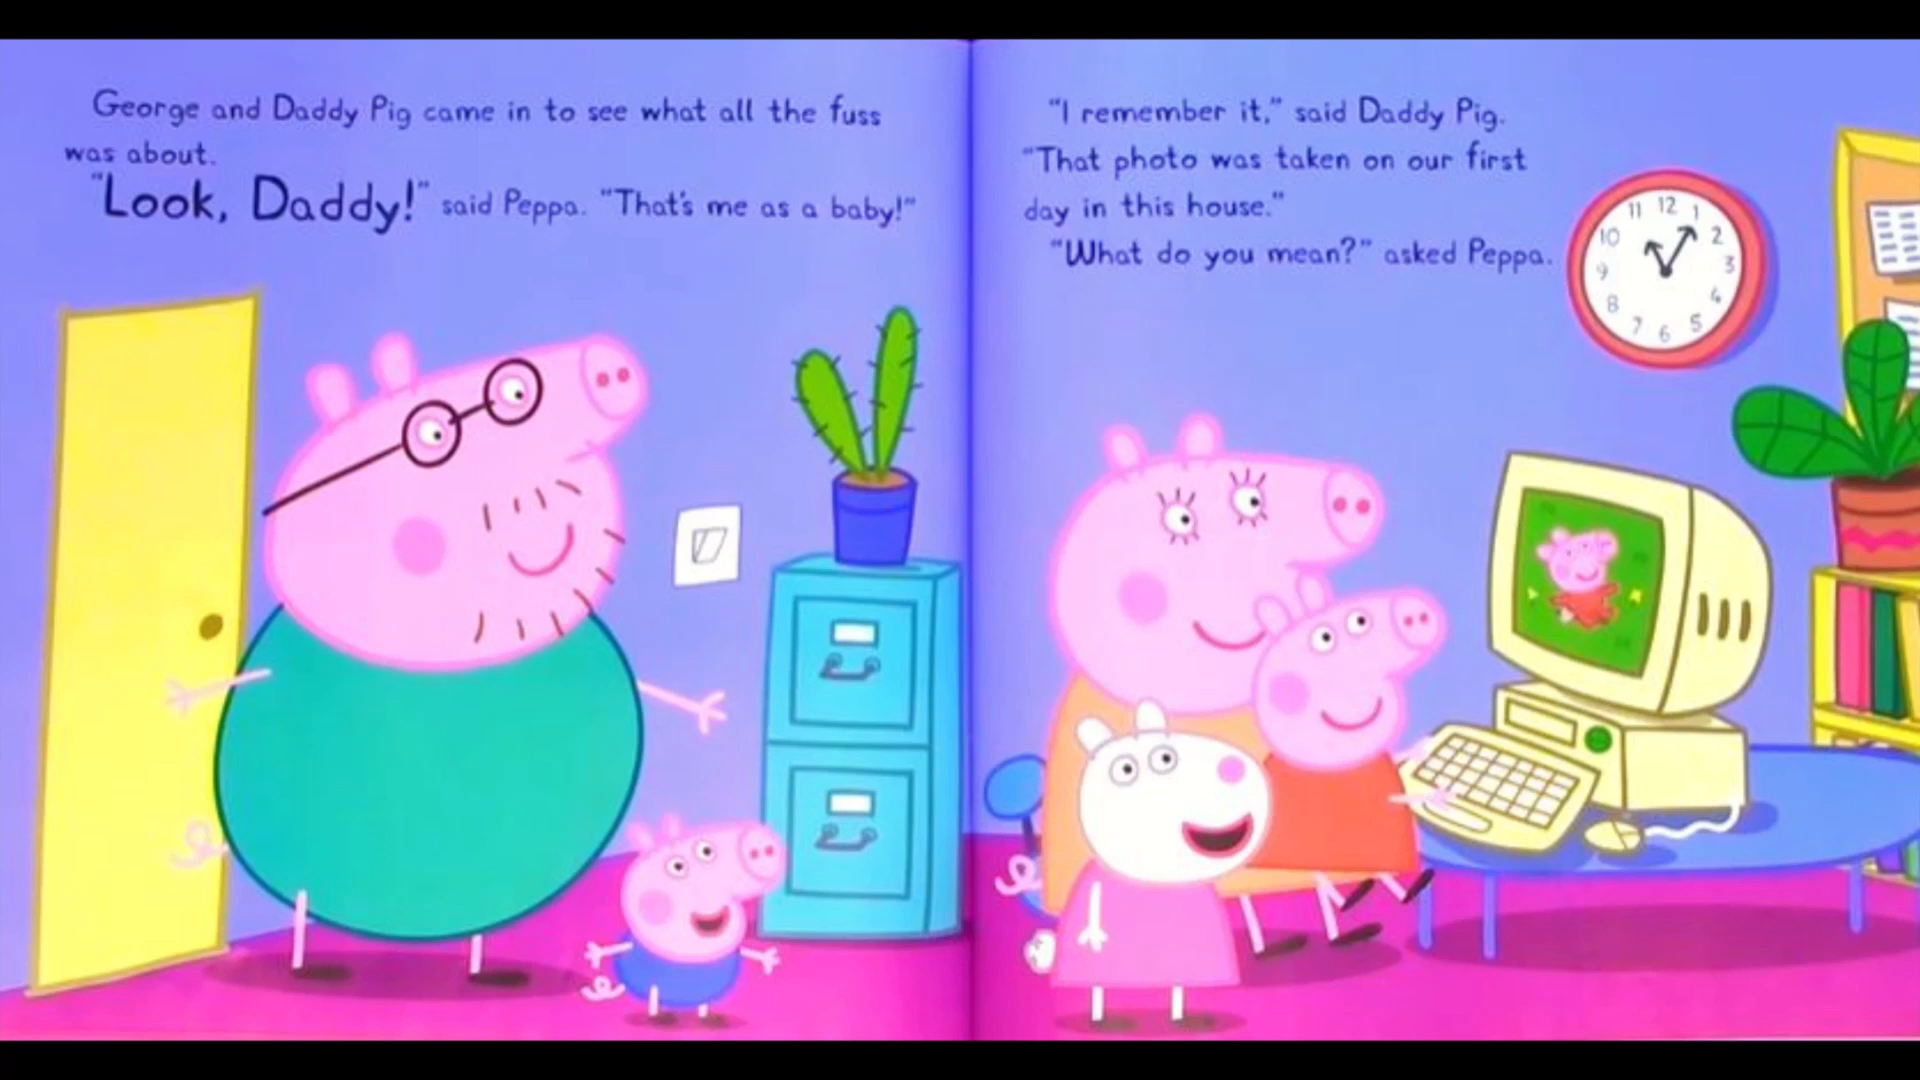 George and Daddy Pig came in to see what all the fuss
was about.
"Look, Daddy!" said Peppa. "That's me as a baby!"
"I remember it," said Daddy Pig.
"That photo was taken on our first
day in this house."
"What do you mean?" asked Peppa.
11 12 1
10 2
9 3
8 4
7 6 5